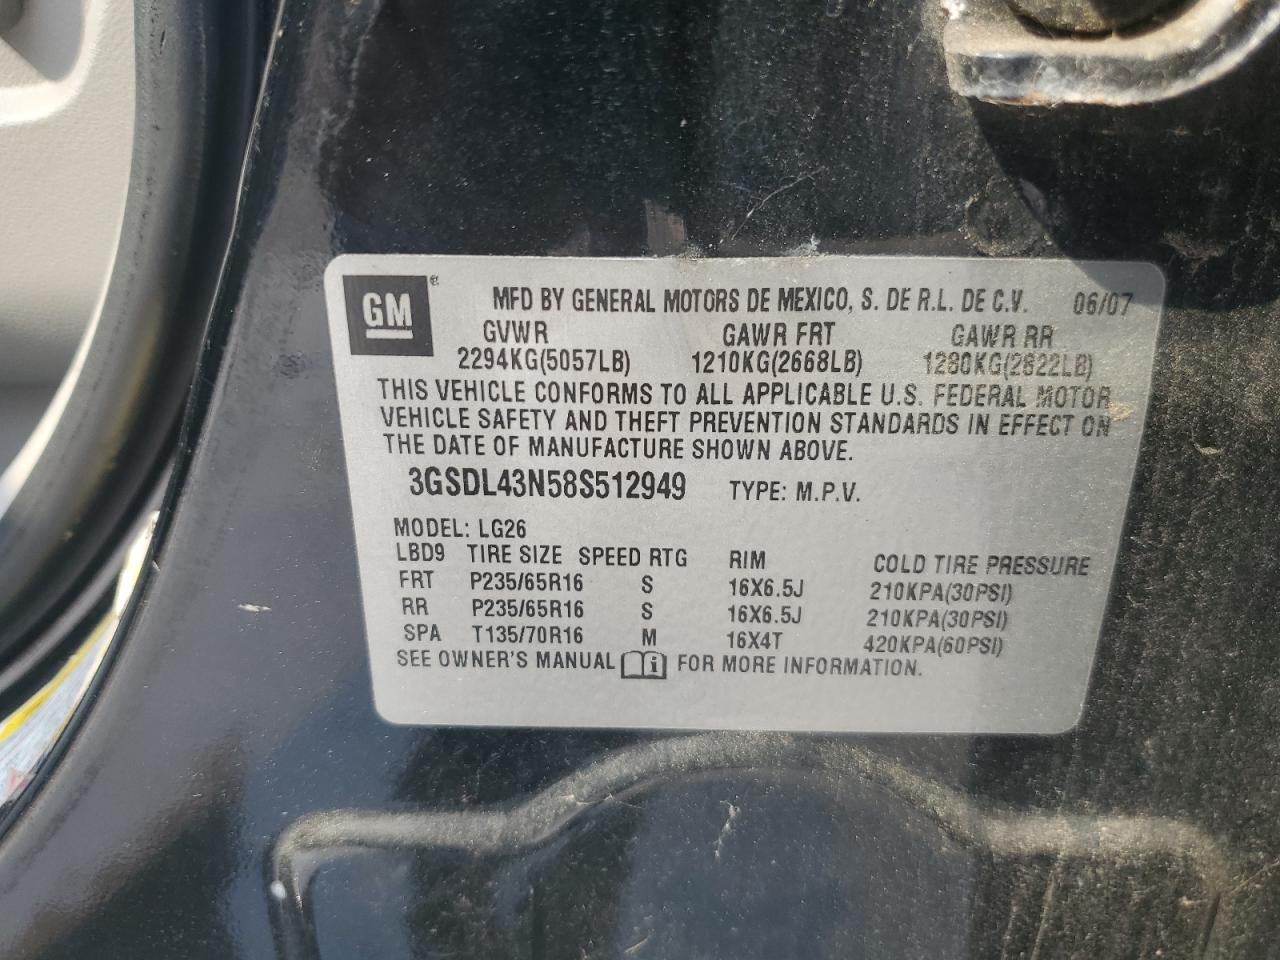 GM ® MFD BY GENERAL MOTORS DE MEXICO, S. DE R.L. DE C.V. 06/07
GVWR GAWR FRT GAWR RR
2294KG(5057LB) 1210KG(2668LB) 1280KG(2822LB)
THIS VEHICLE CONFORMS TO ALL APPLICABLE U.S. FEDERAL MOTOR
VEHICLE SAFETY AND THEFT PREVENTION STANDARDS IN EFFECT ON
THE DATE OF MANUFACTURE SHOWN ABOVE.
3GSDL43N58S512949 TYPE: M.P.V.
MODEL: LG26
LBD9 TIRE SIZE SPEED RTG RIM COLD TIRE PRESSURE
FRT P235/65R16 S 16X6.5J 210KPA(30PSI)
RR P235/65R16 S 16X6.5J 210KPA(30PSI)
SPA T135/70R16 M 16X4T 420KPA(60PSI)
SEE OWNER'S MANUAL i FOR MORE INFORMATION.